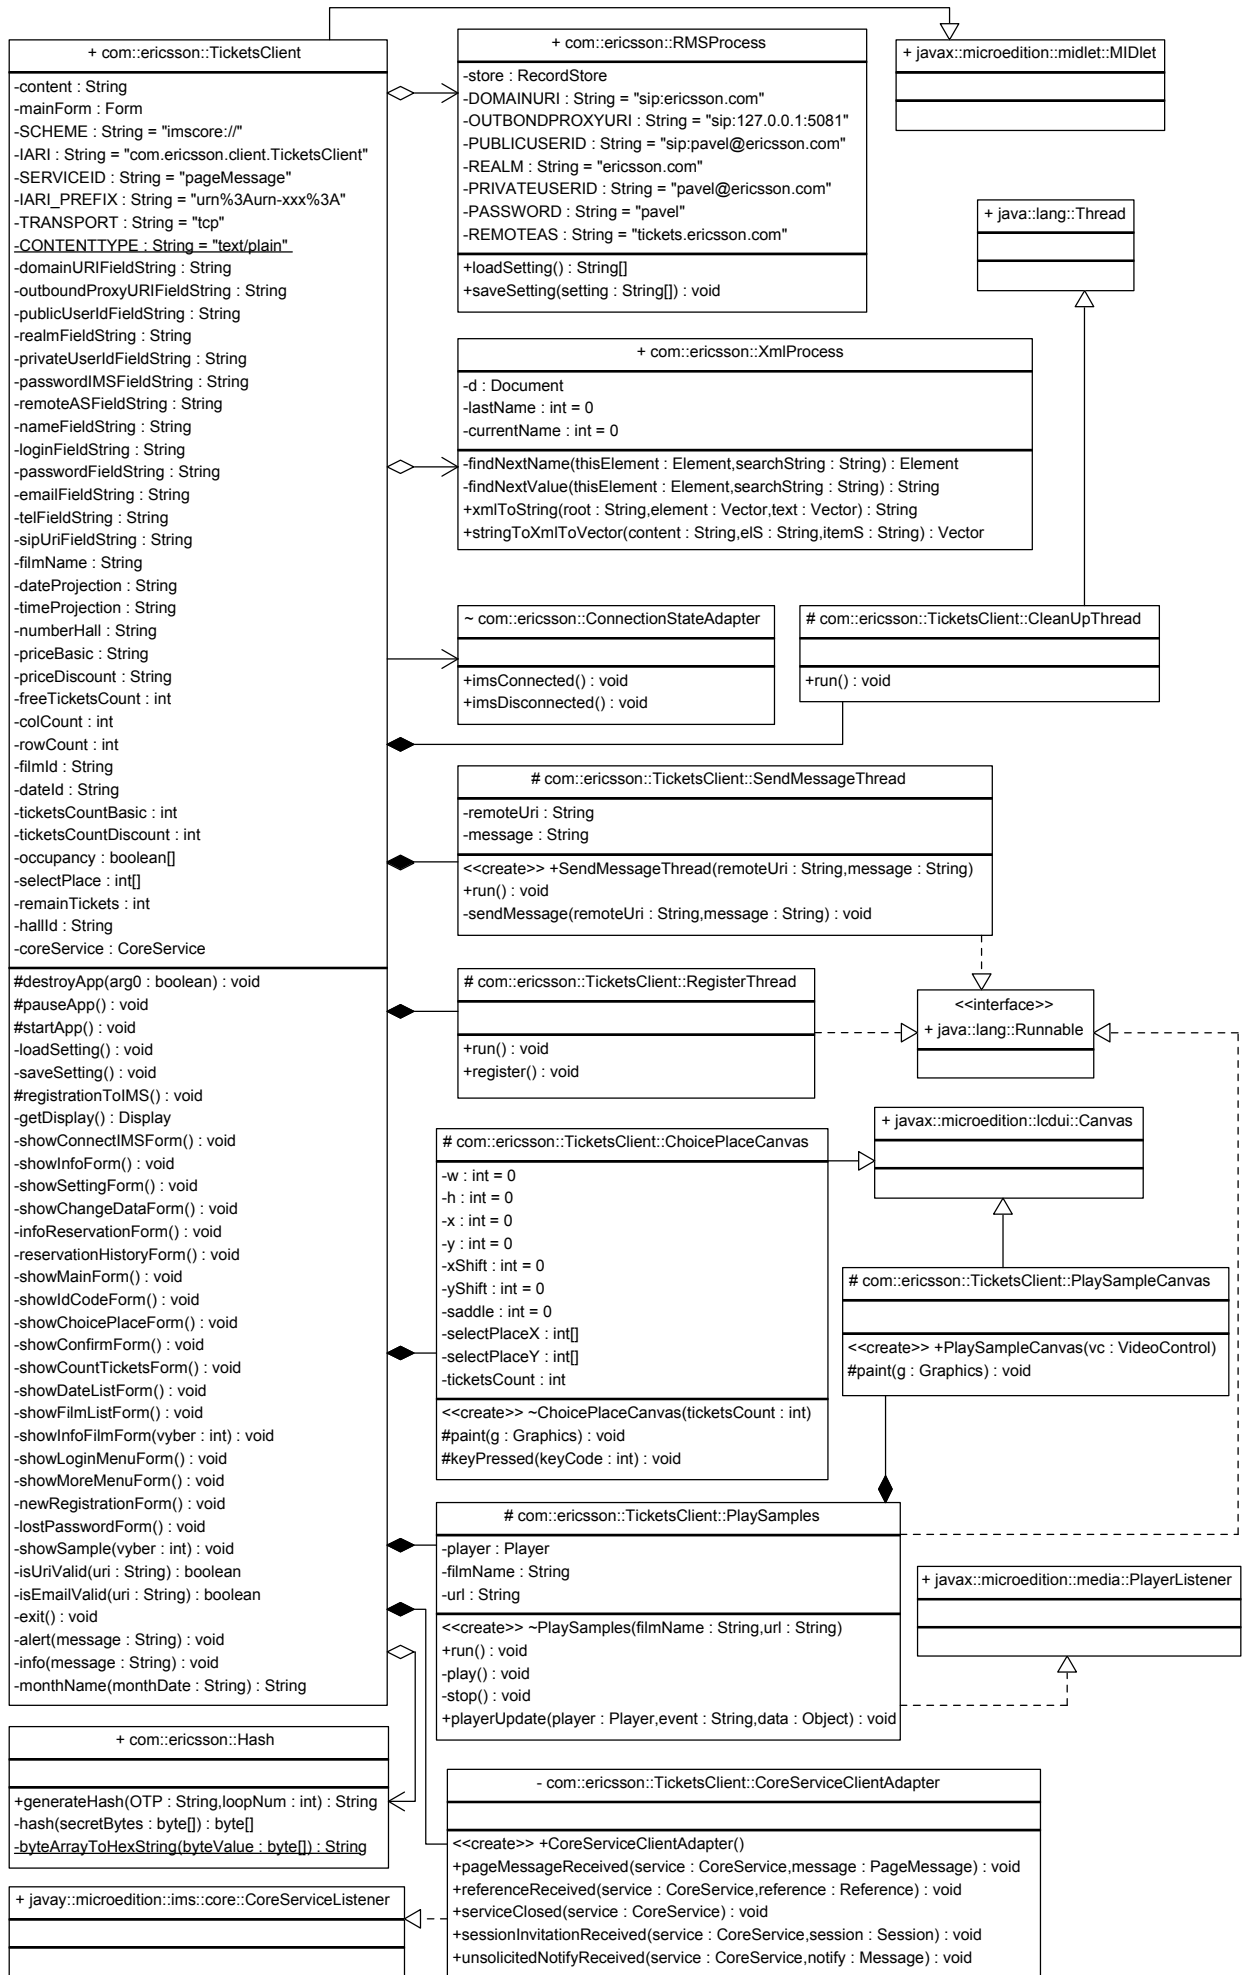 + com::ericsson::TicketsClient
-content : String
-mainForm : Form
-SCHEME : String = "imscore://"
-IARI : String = "com.ericsson.client.TicketsClient"
-SERVICEID : String = "pageMessage"
-IARI_PREFIX : String = "urn%3Aurn-xxx%3A"
-TRANSPORT : String = "tcp"
-CONTENTTYPE : String = "text/plain"
-domainURIFieldString : String
-outboundProxyURIFieldString : String
-publicUserIdFieldString : String
-realmFieldString : String
-privateUserIdFieldString : String
-passwordIMSFieldString : String
-remoteASFieldString : String
-nameFieldString : String
-loginFieldString : String
-passwordFieldString : String
-emailFieldString : String
-telFieldString : String
-sipUriFieldString : String
-filmName : String
-dateProjection : String
-timeProjection : String
-numberHall : String
-priceBasic : String
-priceDiscount : String
-freeTicketsCount : int
-colCount : int
-rowCount : int
-filmId : String
-dateId : String
-ticketsCountBasic : int
-ticketsCountDiscount : int
-occupancy : boolean[]
-selectPlace : int[]
-remainTickets : int
-hallId : String
-coreService : CoreService
#destroyApp(arg0 : boolean) : void
#pauseApp() : void
#startApp() : void
-loadSetting() : void
-saveSetting() : void
#registrationToIMS() : void
-getDisplay() : Display
-showConnectIMSForm() : void
-showInfoForm() : void
-showSettingForm() : void
-showChangeDataForm() : void
-infoReservationForm() : void
-reservationHistoryForm() : void
-showMainForm() : void
-showIdCodeForm() : void
-showChoicePlaceForm() : void
-showConfirmForm() : void
-showCountTicketsForm() : void
-showDateListForm() : void
-showFilmListForm() : void
-showInfoFilmForm(vyber : int) : void
-showLoginMenuForm() : void
-showMoreMenuForm() : void
-newRegistrationForm() : void
-lostPasswordForm() : void
-showSample(vyber : int) : void
-isUriValid(uri : String) : boolean
-isEmailValid(uri : String) : boolean
-exit() : void
-alert(message : String) : void
-info(message : String) : void
-monthName(monthDate : String) : String
+ com::ericsson::RMSProcess
-store : RecordStore
-DOMAINURI : String = "sip:ericsson.com"
-OUTBONDPROXYURI : String = "sip:127.0.0.1:5081"
-PUBLICUSERID : String = "sip:pavel@ericsson.com"
-REALM : String = "ericsson.com"
-PRIVATEUSERID : String = "pavel@ericsson.com"
-PASSWORD : String = "pavel"
-REMOTEAS : String = "tickets.ericsson.com"
+loadSetting() : String[]
+saveSetting(setting : String[]) : void
+ javax::microedition::midlet::MIDlet
+ java::lang::Thread
+ com::ericsson::XmlProcess
-d : Document
-lastName : int = 0
-currentName : int = 0
-findNextName(thisElement : Element,searchString : String) : Element
-findNextValue(thisElement : Element,searchString : String) : String
+xmlToString(root : String,element : Vector,text : Vector) : String
+stringToXmlToVector(content : String,elS : String,itemS : String) : Vector
~ com::ericsson::ConnectionStateAdapter
+imsConnected() : void
+imsDisconnected() : void
# com::ericsson::TicketsClient::CleanUpThread
+run() : void
# com::ericsson::TicketsClient::SendMessageThread
-remoteUri : String
-message : String
<<create>> +SendMessageThread(remoteUri : String,message : String)
+run() : void
-sendMessage(remoteUri : String,message : String) : void
# com::ericsson::TicketsClient::RegisterThread
+run() : void
+register() : void
<<interface>>
+ java::lang::Runnable
# com::ericsson::TicketsClient::ChoicePlaceCanvas
-w : int = 0
-h : int = 0
-x : int = 0
-y : int = 0
-xShift : int = 0
-yShift : int = 0
-saddle : int = 0
-selectPlaceX : int[]
-selectPlaceY : int[]
-ticketsCount : int
<<create>> ~ChoicePlaceCanvas(ticketsCount : int)
#paint(g : Graphics) : void
#keyPressed(keyCode : int) : void
+ javax::microedition::lcdui::Canvas
# com::ericsson::TicketsClient::PlaySampleCanvas
<<create>> +PlaySampleCanvas(vc : VideoControl)
#paint(g : Graphics) : void
# com::ericsson::TicketsClient::PlaySamples
-player : Player
-filmName : String
-url : String
<<create>> ~PlaySamples(filmName : String,url : String)
+run() : void
-play() : void
-stop() : void
+playerUpdate(player : Player,event : String,data : Object) : void
+ javax::microedition::media::PlayerListener
+ com::ericsson::Hash
+generateHash(OTP : String,loopNum : int) : String
-hash(secretBytes : byte[]) : byte[]
-byteArrayToHexString(byteValue : byte[]) : String
- com::ericsson::TicketsClient::CoreServiceClientAdapter
<<create>> +CoreServiceClientAdapter()
+pageMessageReceived(service : CoreService,message : PageMessage) : void
+referenceReceived(service : CoreService,reference : Reference) : void
+serviceClosed(service : CoreService) : void
+sessionInvitationReceived(service : CoreService,session : Session) : void
+unsolicitedNotifyReceived(service : CoreService,notify : Message) : void
+ javay::microedition::ims::core::CoreServiceListener